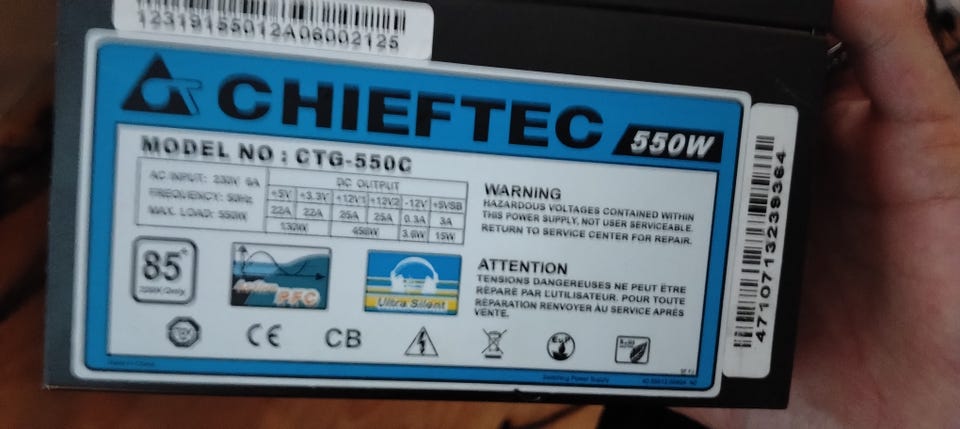 12319155012A06002125
CHIEFTEC 550W
MODEL NO : CTG-550C
AC INPUT: 230V 6A
FREQUENCY: 50Hz
MAX. LOAD: 550W
DC OUTPUT
+5V +3.3V +12V1 +12V2 -12V +5VSB
22A 22A 25A 25A 0.3A 3A
130W 456W 3.6W 15W
WARNING
HAZARDOUS VOLTAGES CONTAINED WITHIN
THIS POWER SUPPLY, NOT USER SERVICEABLE.
RETURN TO SERVICE CENTER FOR REPAIR.
ATTENTION
TENSIONS DANGEREUSES NE PEUT ÊTRE
RÉPARÉ PAR L'UTILISATEUR. POUR TOUTE
RÉPARATION RENVOYER AU SERVICE APRÈS
VENTE.
85+
Active
PFC
Ultra Silent
CE
CB
Switching Power Supply
4710713239364